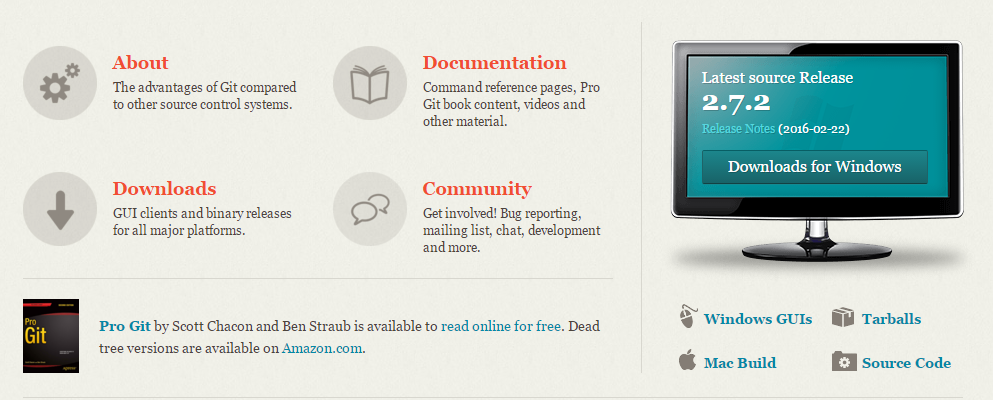 About
The advantages of Git compared
to other source control systems.
Documentation
Command reference pages, Pro
Git book content, videos and
other material.
Downloads
GUI clients and binary releases
for all major platforms.
Community
Get involved! Bug reporting,
mailing list, chat, development
and more.
Pro
Git
Pro Git by Scott Chacon and Ben Straub is available to read online for free. Dead
tree versions are available on Amazon.com.
Latest source Release
2.7.2
Release Notes (2016-02-22)
Downloads for Windows
Windows GUIs
Tarballs
Mac Build
Source Code